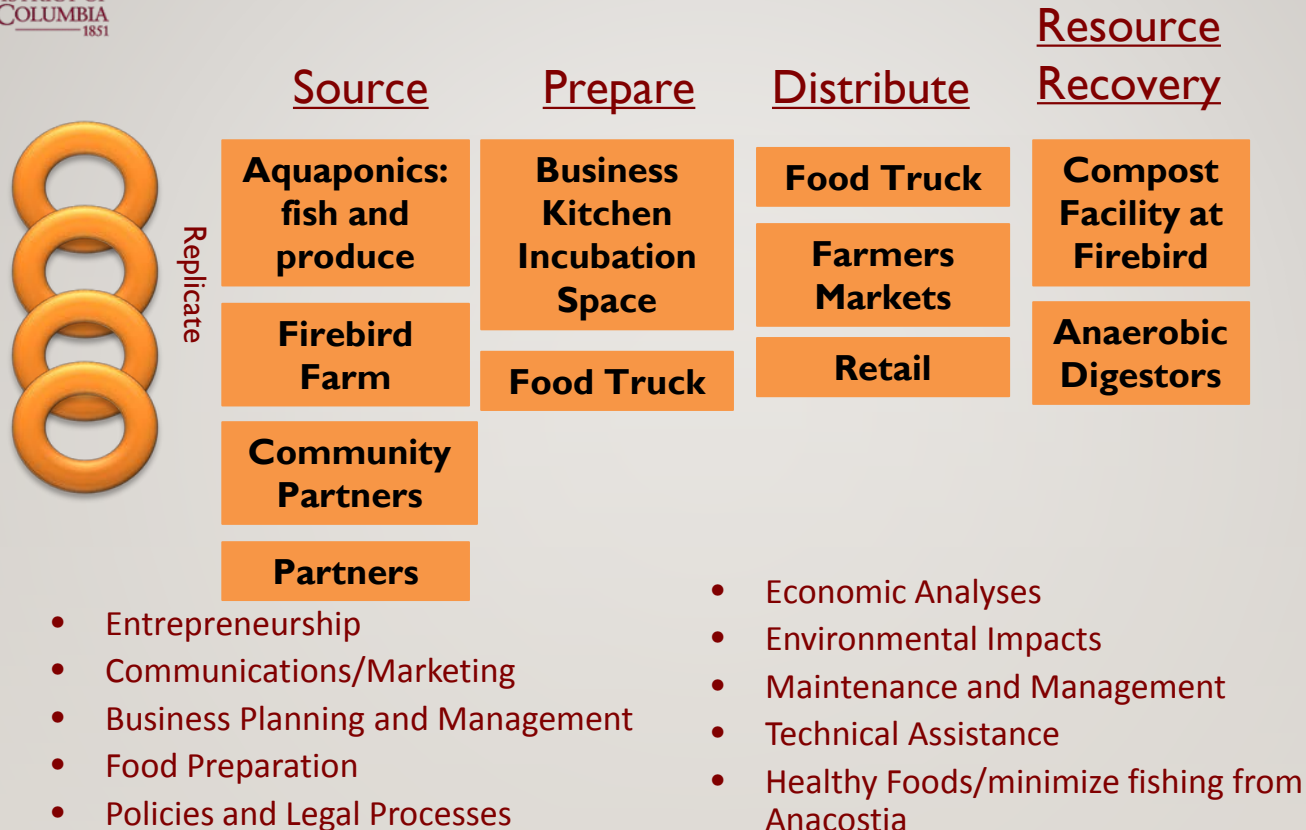 COLUMBIA
1851
Source
Prepare
Distribute
Resource
Recovery
Replicate
Aquaponics:
fish and
produce
Firebird
Farm
Community
Partners
Partners
Business
Kitchen
Incubation
Space
Food Truck
Food Truck
Farmers
Markets
Retail
Compost
Facility at
Firebird
Anaerobic
Digestors
• Entrepreneurship
• Communications/Marketing
• Business Planning and Management
• Food Preparation
• Policies and Legal Processes
• Economic Analyses
• Environmental Impacts
• Maintenance and Management
• Technical Assistance
• Healthy Foods/minimize fishing from
Anacostia